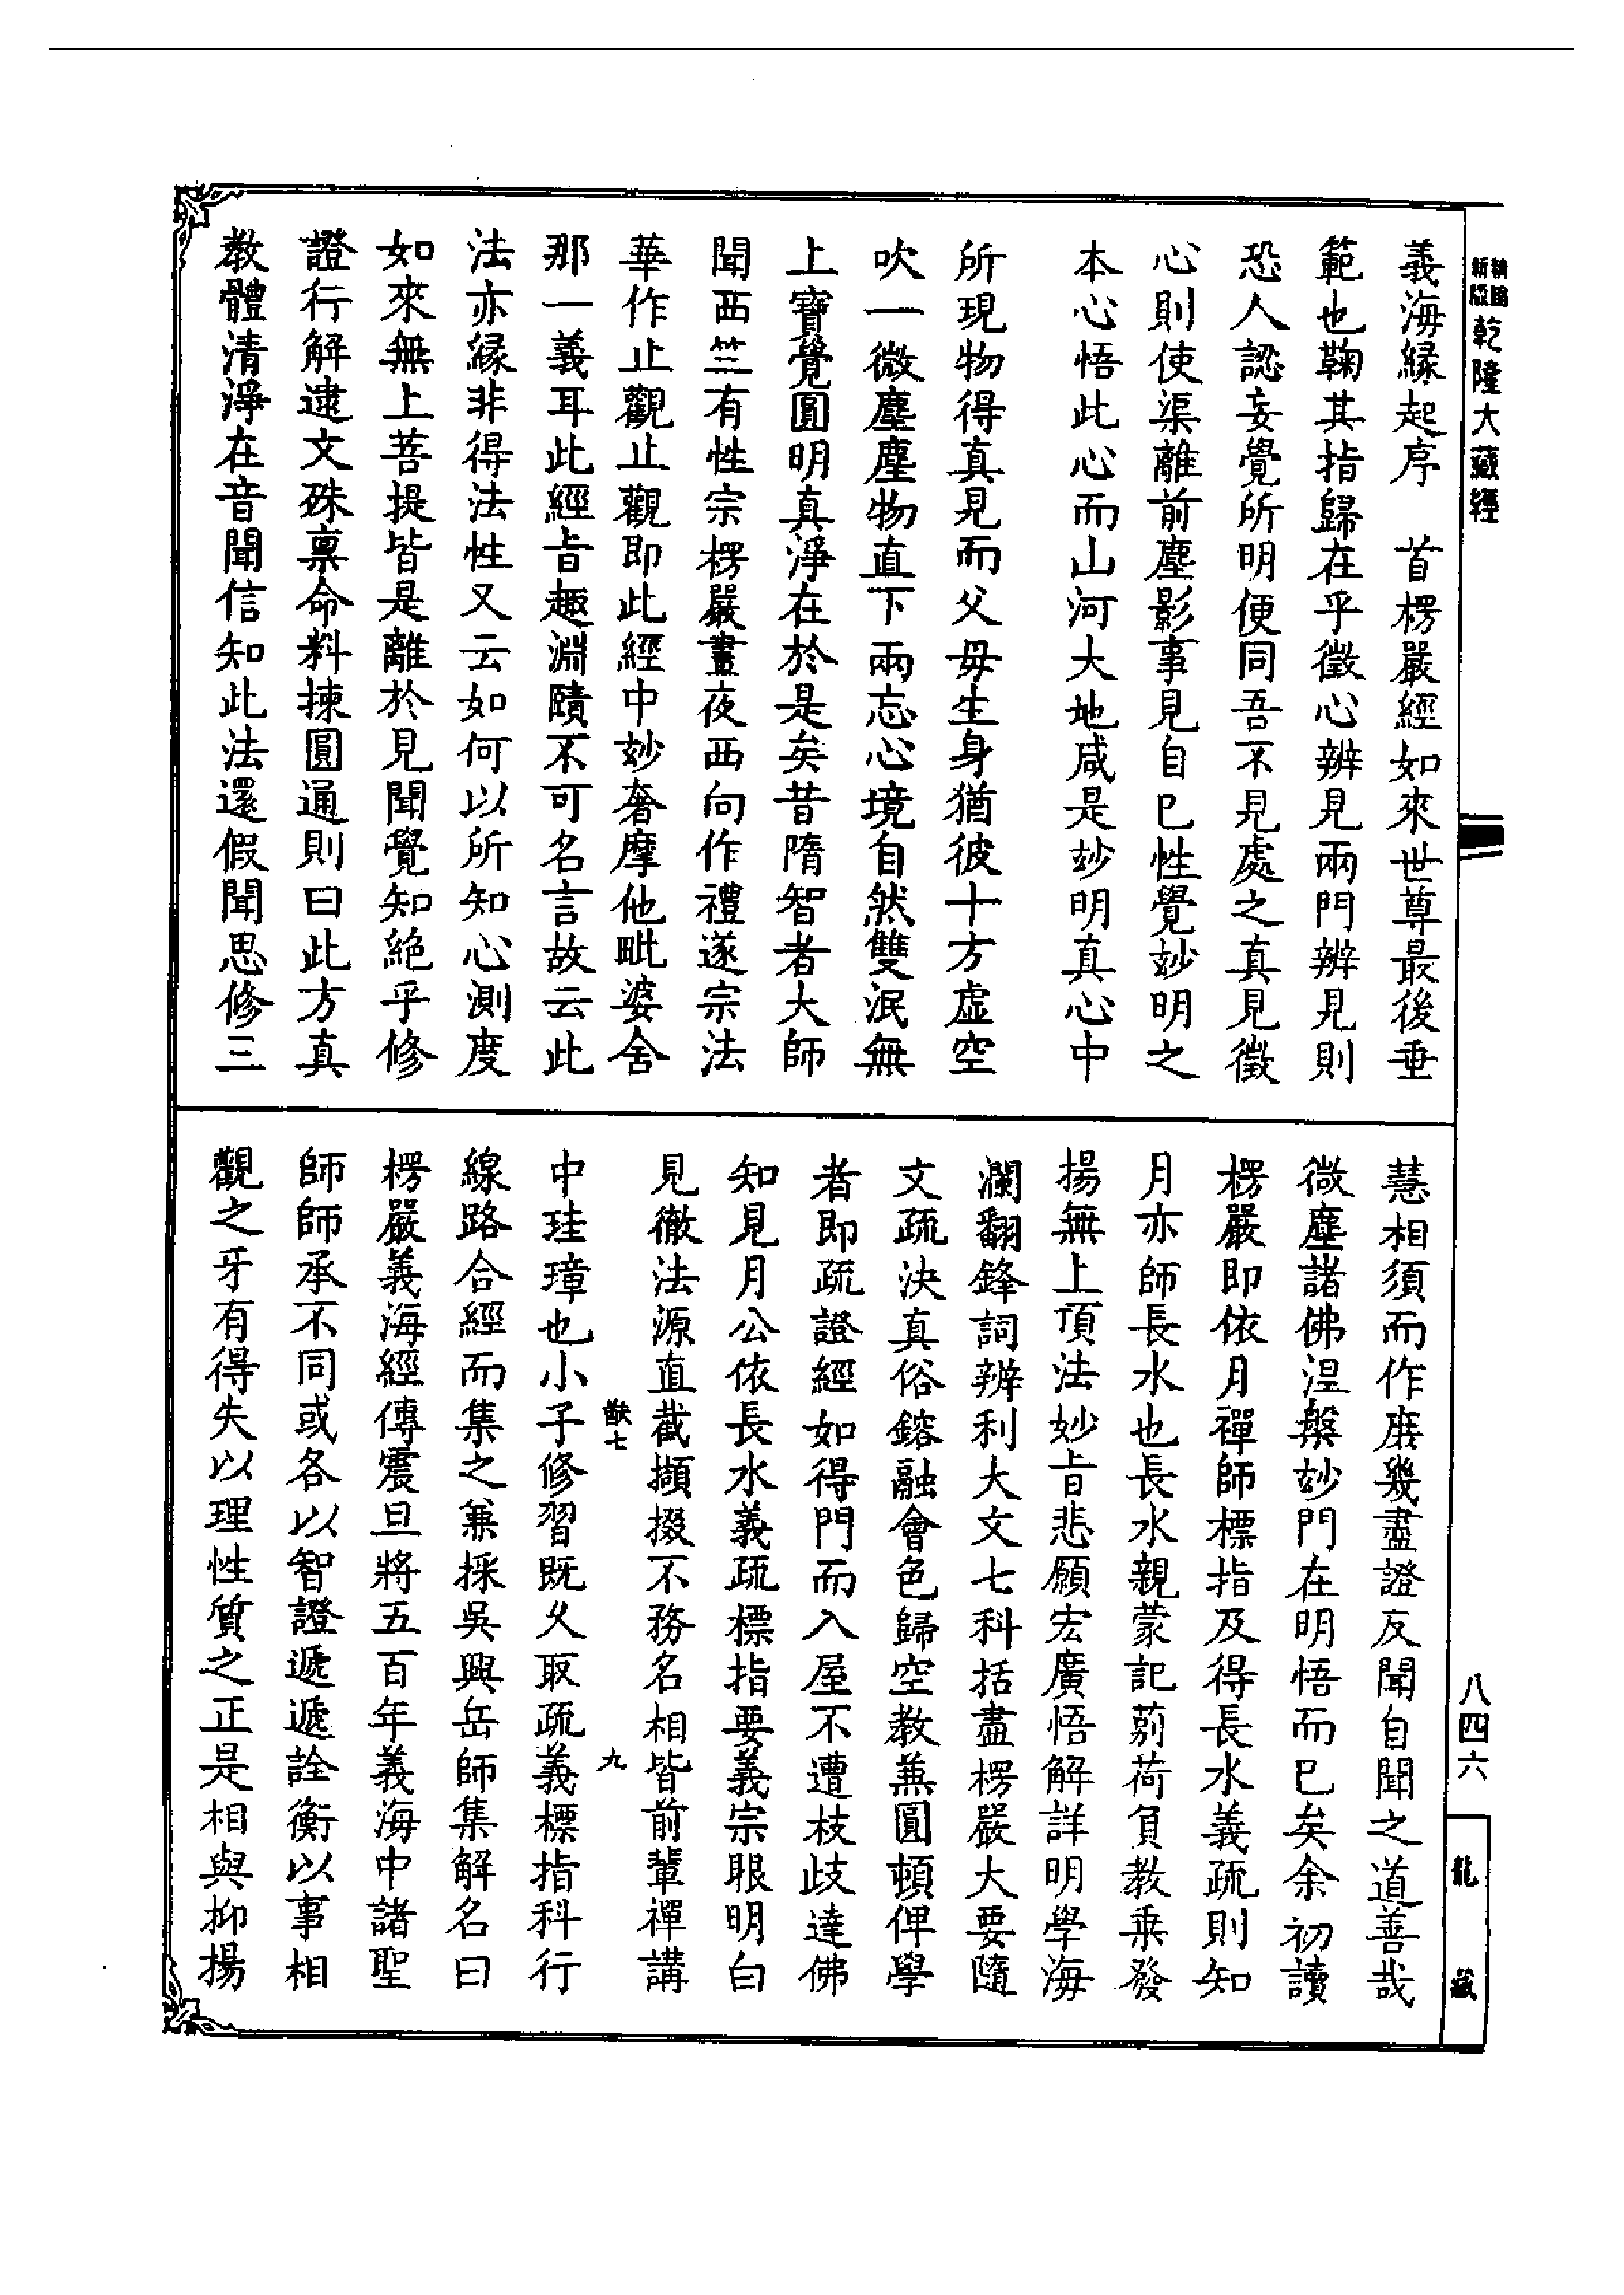 新版
乾隆大藏經
義海緣起序　首楞嚴經如來世尊最後垂
範也鞠其指歸在乎徵心辨見兩門辨見則
恐人認妄覺所明便同吾不見處之真見徵
心則使渠離前塵影事見自己性覺妙明之
本心悟此心而山河大地咸是妙明真心中
所現物得真見而父毋生身猶彼十方虛空
吹一微塵塵物直下兩忘心境自然雙泯無
上寶覺圓明真淨在於是矣昔隋智者大師
聞西竺有性宗楞嚴晝夜西向作禮遂宗法
華作止觀止觀即此經中妙奢摩他毗婆舍
那一義耳此經旨趣淵賾不可名言故云此
法亦緣非得法性又云如何以所知心測度
如來無上菩提皆是離於見聞覺知絕乎修
證行解逮文殊稟命料揀圓通則曰此方真
教體清淨在音聞信知此法還假聞思修三
慧相須而作庶幾盡證反聞自聞之道善哉
微塵諸佛涅槃妙門在明悟而已矣余初讀
楞嚴即依月禪師標指及得長水義疏則知
月亦師長水也長水親蒙記莂荷負教乘發
揚無上頂法妙旨悲願宏廣悟解詳明學海
瀾翻鋒詞辨利大文七科括盡楞嚴大要隨
文疏決真俗鎔融會色歸空教兼圓頓俾學
者即疏證經如得門而入屋不遭枝歧達佛
知見月公依長水義疏標指要義宗眼明白
見徹法源直截擷掇不務名相皆前輩禪講
中珪璋也小子修習既久取疏義標指科行
線路合經而集之兼採吳興岳師集解名曰
楞嚴義海經傳震旦將五百年義海中諸聖
師師承不同或各以智證遞遞詮衡以事相
觀之牙有得失以理性質之正是相與抑揚
七
九
八四六
龍藏